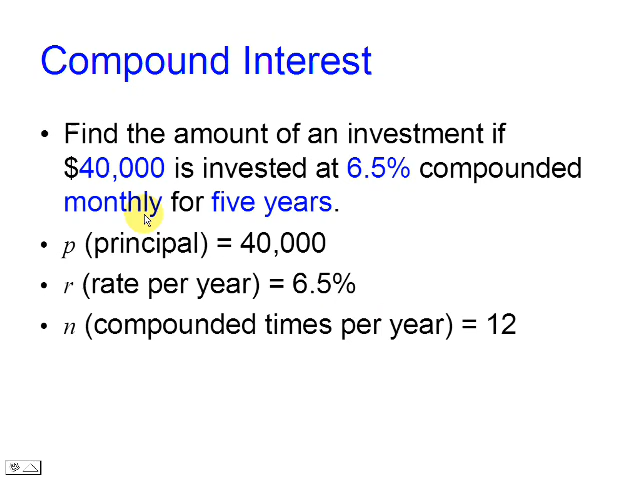 Compound Interest
• Find the amount of an investment if
$40,000 is invested at 6.5% compounded
monthly for five years.
• p (principal) = 40,000
• r (rate per year) = 6.5%
• n (compounded times per year) = 12